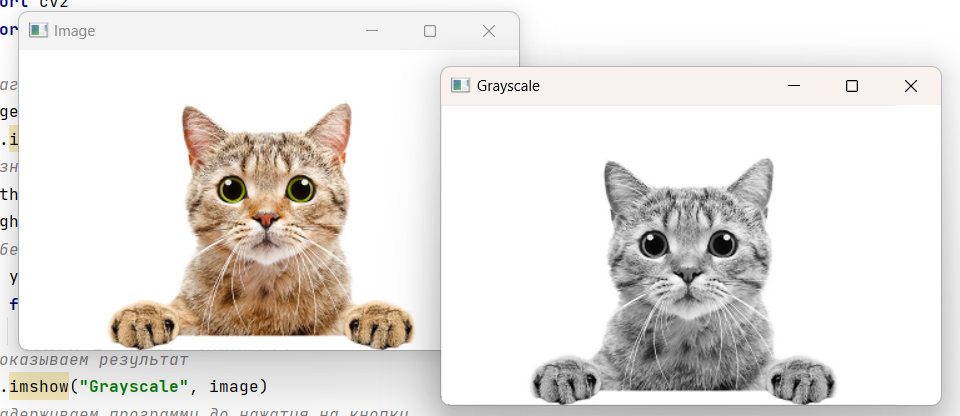 ort cv2
Image
or
Grayscale
аг
ge
.i
зн
th
gh
бе
y
f
оказываем результат
.imshow("Grayscale", image)
адерживаем программу до нажатия на кнопку